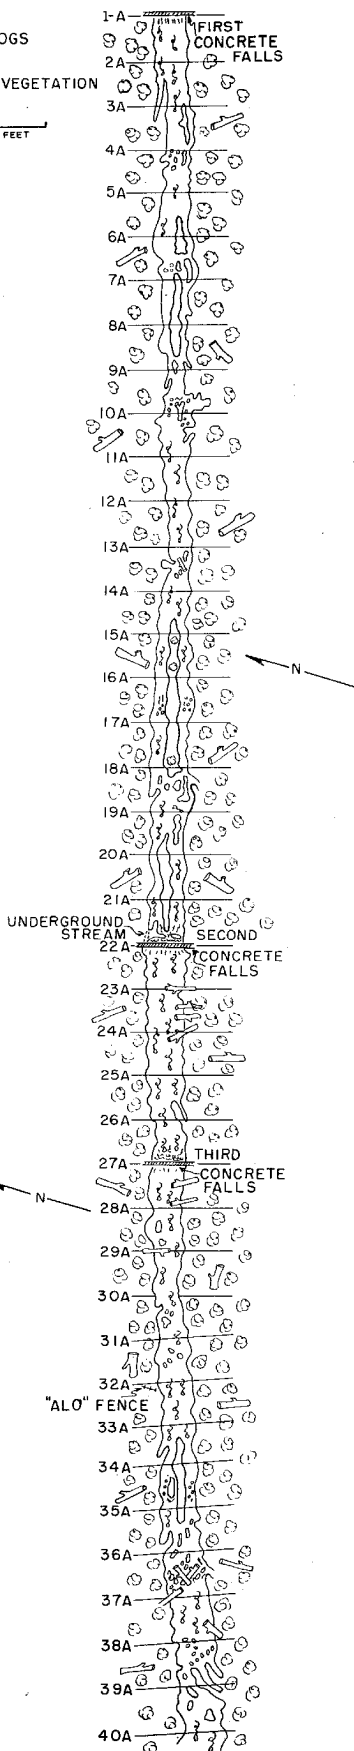 1-A
FIRST
CONCRETE
FALLS
OGS
2A
VEGETATION
3A
FEET
4A
5A
6A
7A
8A
9A
10A
11A
12A
13A
14A
15A
N
16A
17A
18A
19A
20A
21A
UNDERGROUND
STREAM
SECOND
22A
CONCRETE
FALLS
23A
24A
25A
26A
THIRD
27A
CONCRETE
FALLS
N
28A
29A
30A
31A
32A
"ALO" FENCE
33A
34A
35A
36A
37A
38A
39A
40A